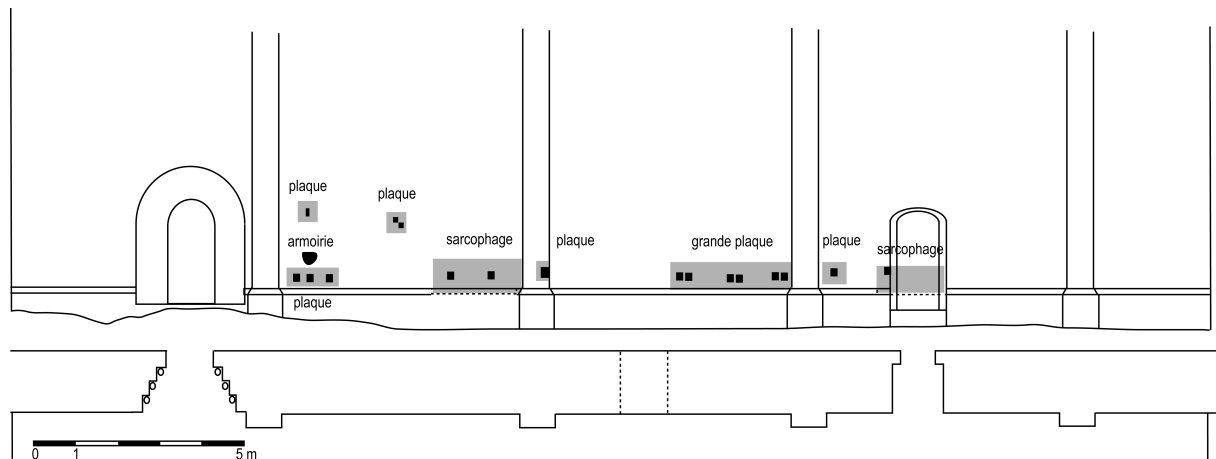 plaque
plaque
armoirie
sarcophage
plaque
grande plaque
plaque
sarcophage
plaque
0 1 5 m